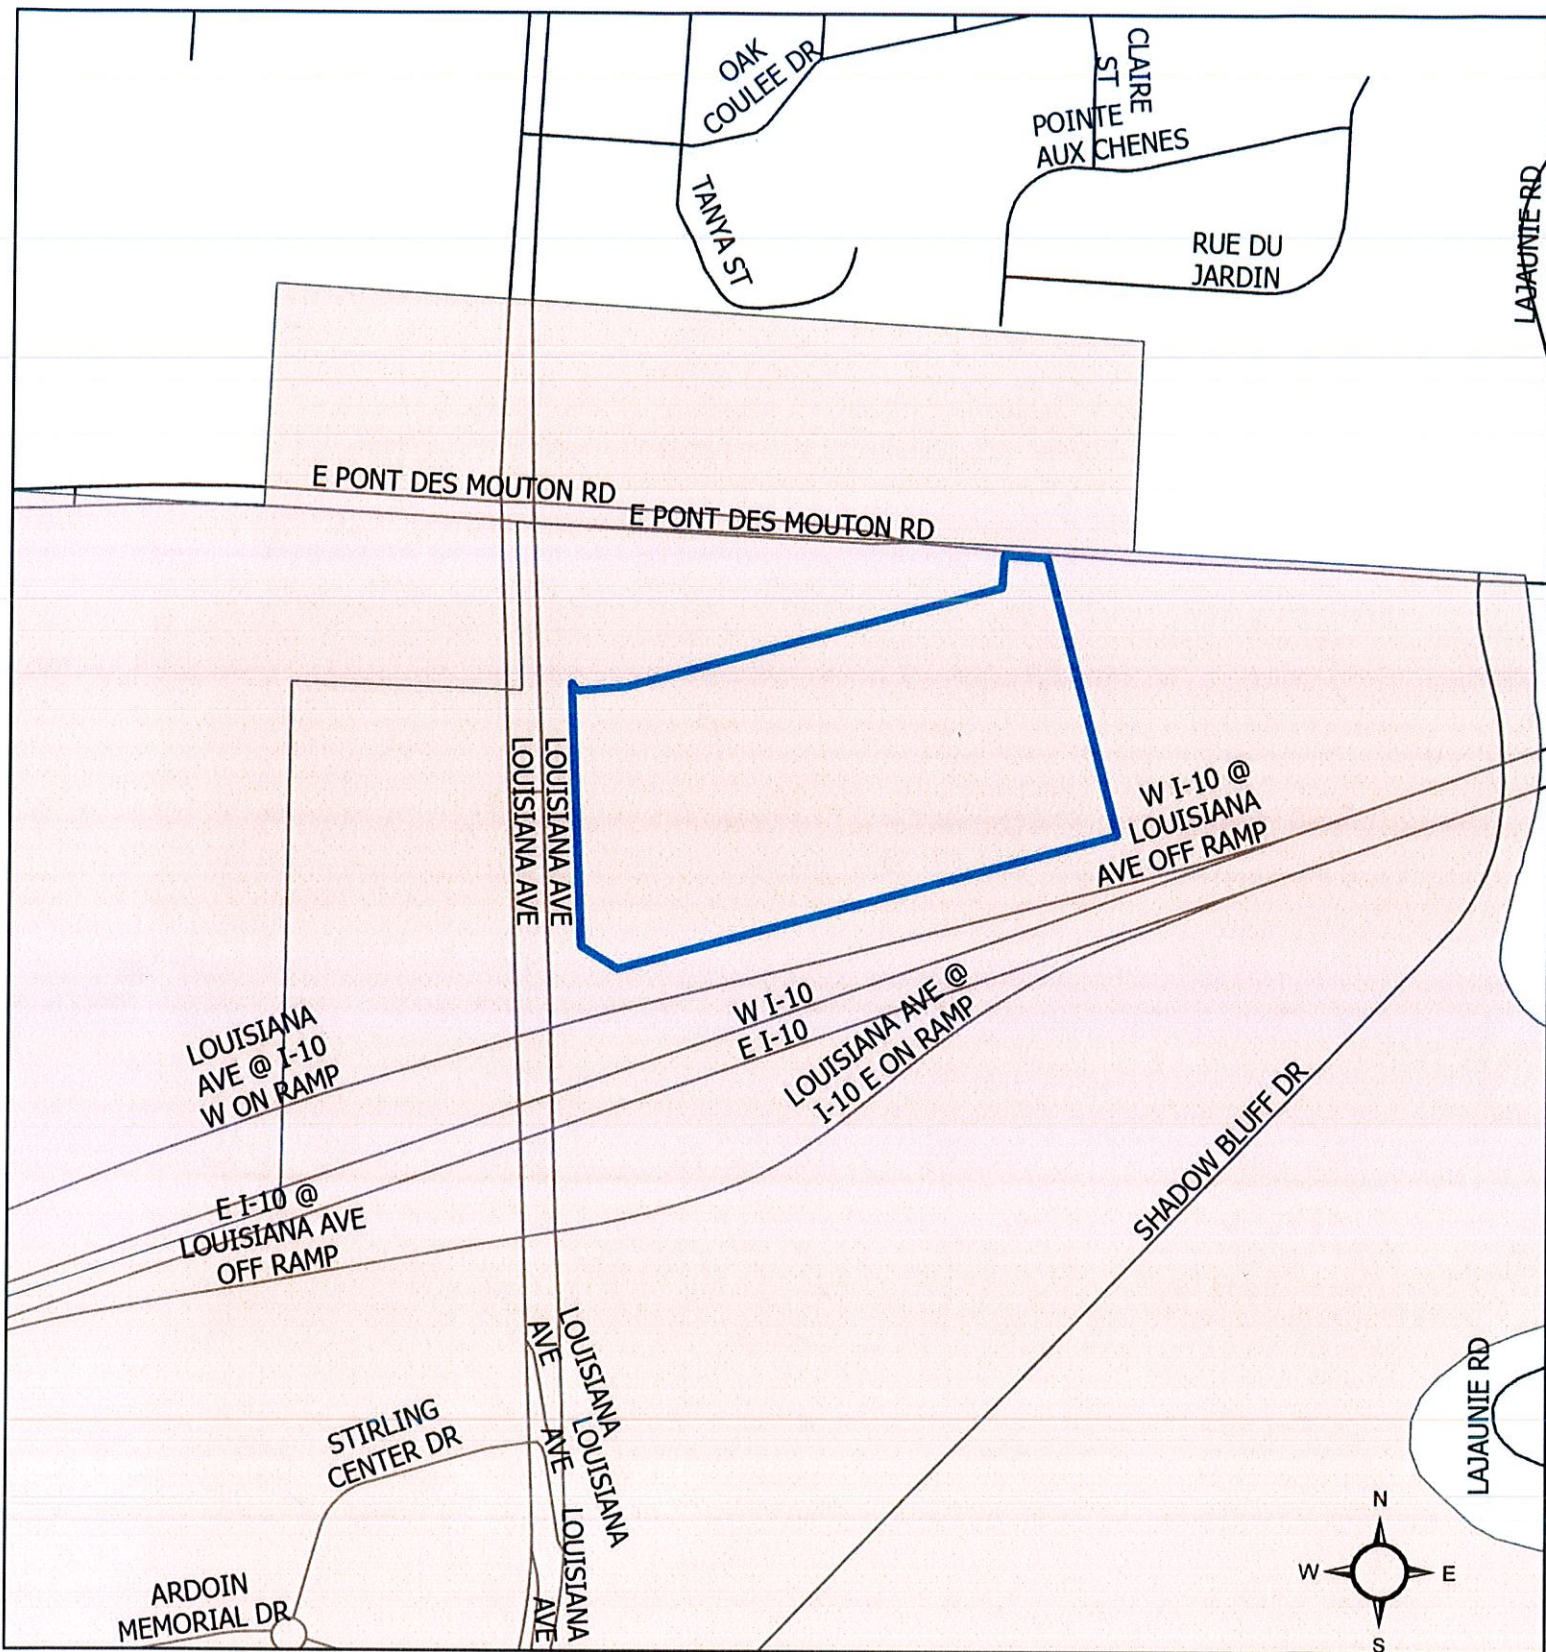 OAK
COULEE DR
CLAIRE
ST
POINTE
AUX CHENES
TANYA ST
RUE DU
JARDIN
LAJAUNIE RD
E PONT DES MOUTON RD
E PONT DES MOUTON RD
LOUISIANA AVE
LOUISIANA AVE
W I-10 @
LOUISIANA
AVE OFF RAMP
W I-10
E I-10
LOUISIANA AVE @
I-10 E ON RAMP
LOUISIANA
AVE @ I-10
W ON RAMP
E I-10 @
LOUISIANA AVE
OFF RAMP
SHADOW BLUFF DR
LOUISIANA
AVE
LOUISIANA
AVE
LOUISIANA
AVE
STIRLING
CENTER DR
ARDOIN
MEMORIAL DR
LAJAUNIE RD
N
W
E
S